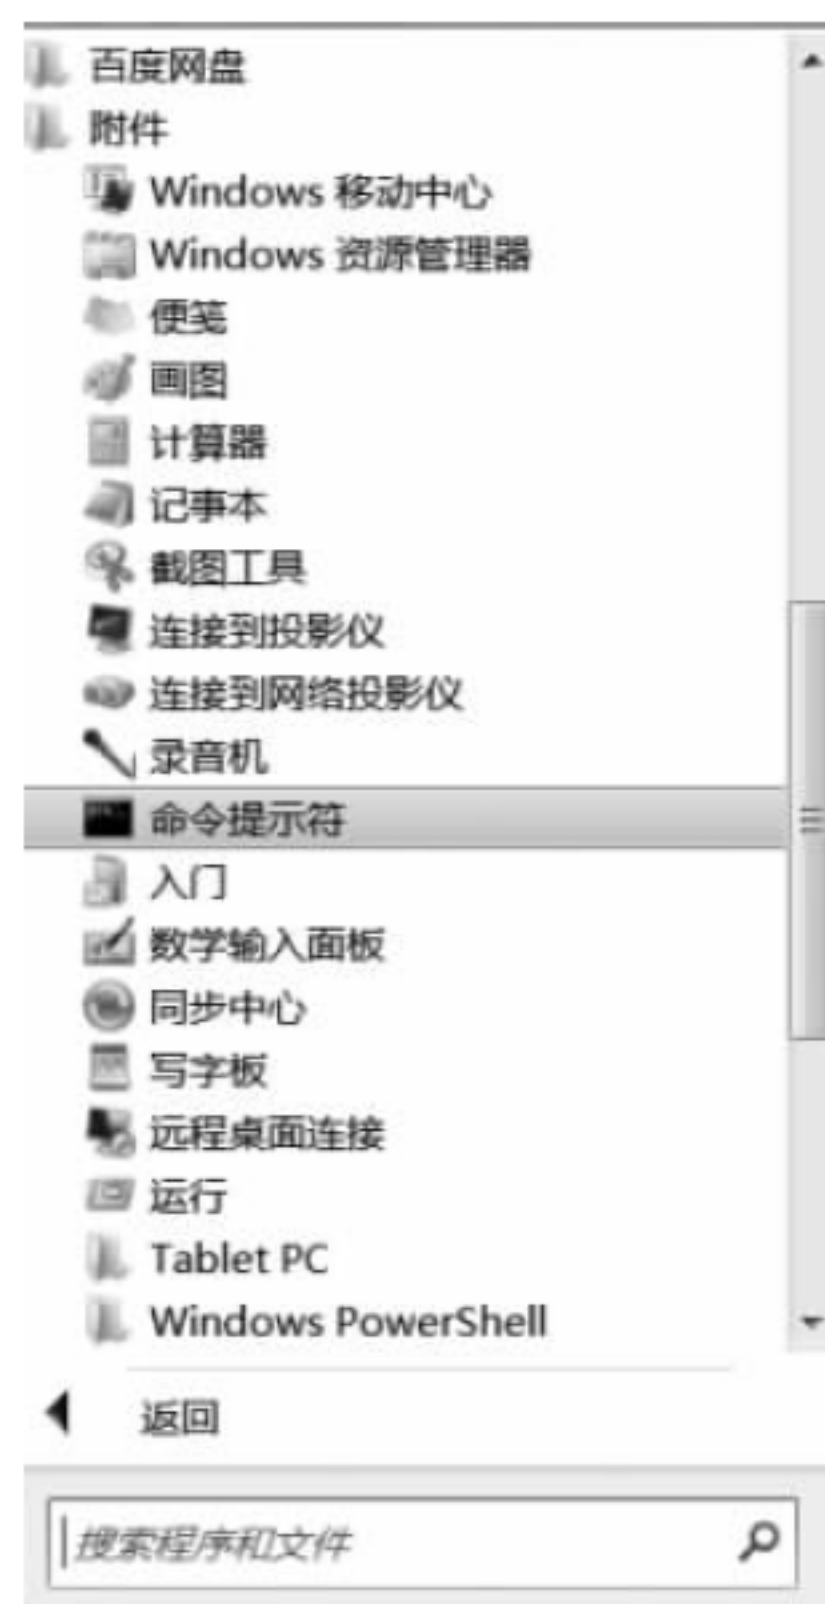 百度网盘
附件
Windows 移动中心
Windows 资源管理器
便笺
画图
计算器
记事本
截图工具
连接到投影仪
连接到网络投影仪
录音机
命令提示符
入门
数学输入面板
同步中心
写字板
远程桌面连接
运行
Tablet PC
Windows PowerShell
返回
搜索程序和文件